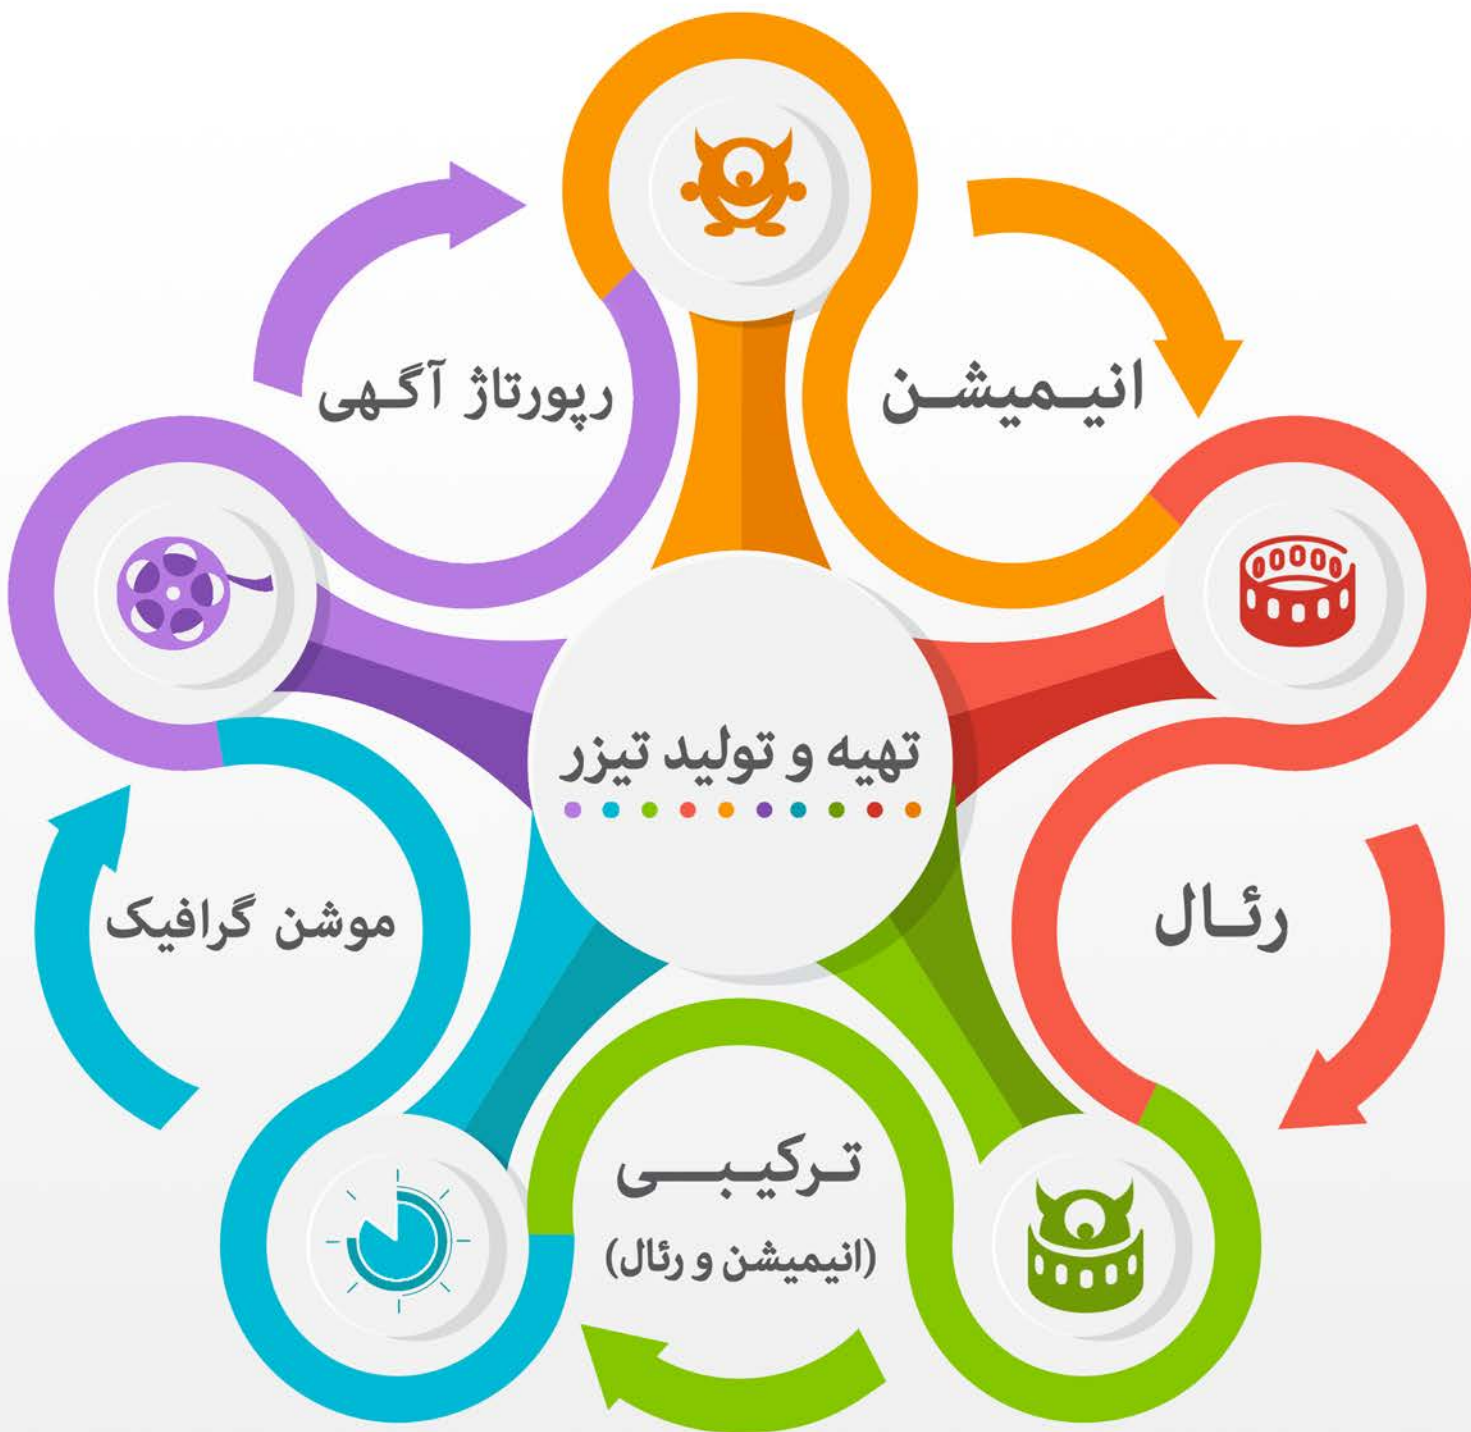 رپورتاژ آگهی
انیمیشن
تهیه و تولید تیزر
موشن گرافیک
رئال
ترکیبی
(انیمیشن و رئال)